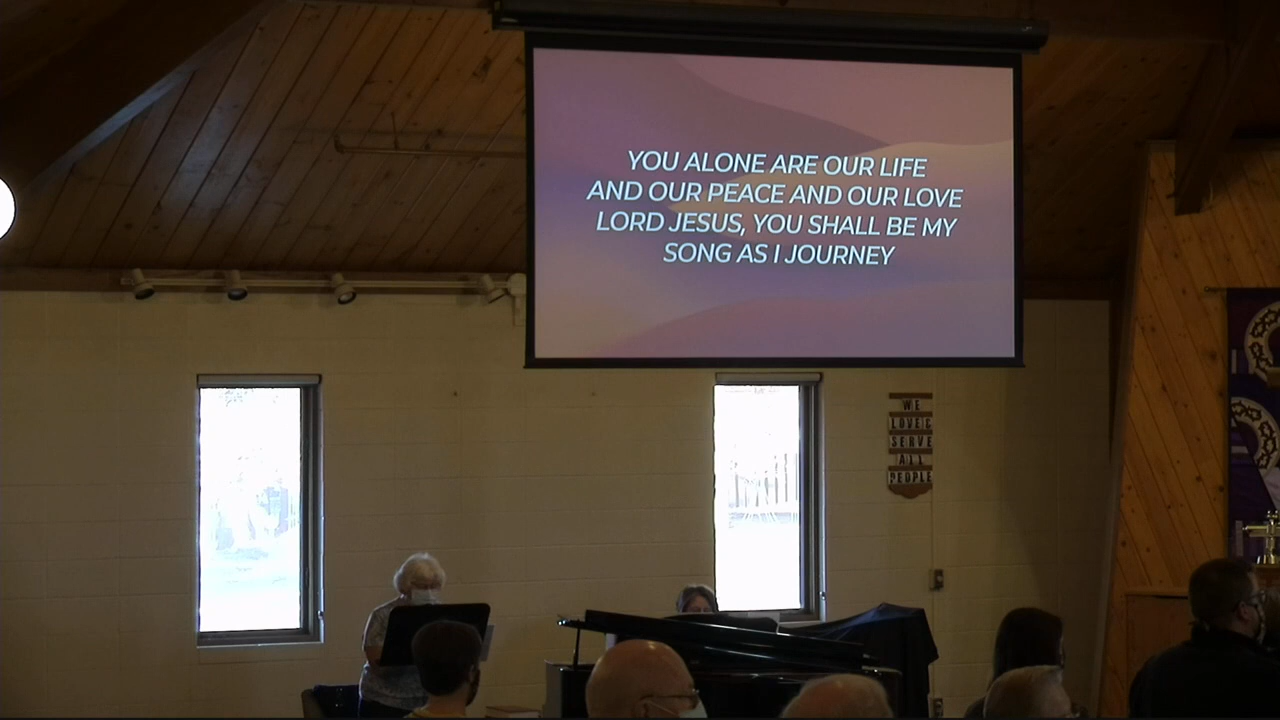 YOU ALONE ARE OUR LIFE
AND OUR PEACE AND OUR LOVE
LORD JESUS, YOU SHALL BE MY
SONG AS I JOURNEY
WE
LOVE &
SERVE
ALL
PEOPLE